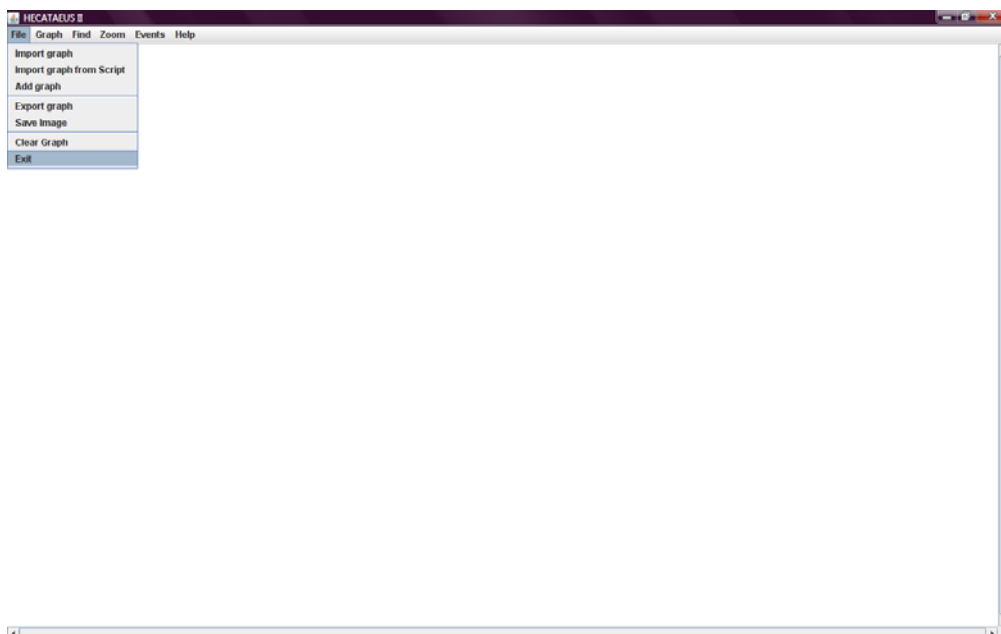 HECATAEUS II
File Graph Find Zoom Events Help
Import graph
Import graph from Script
Add graph
Export graph
Save Image
Clear Graph
Exit